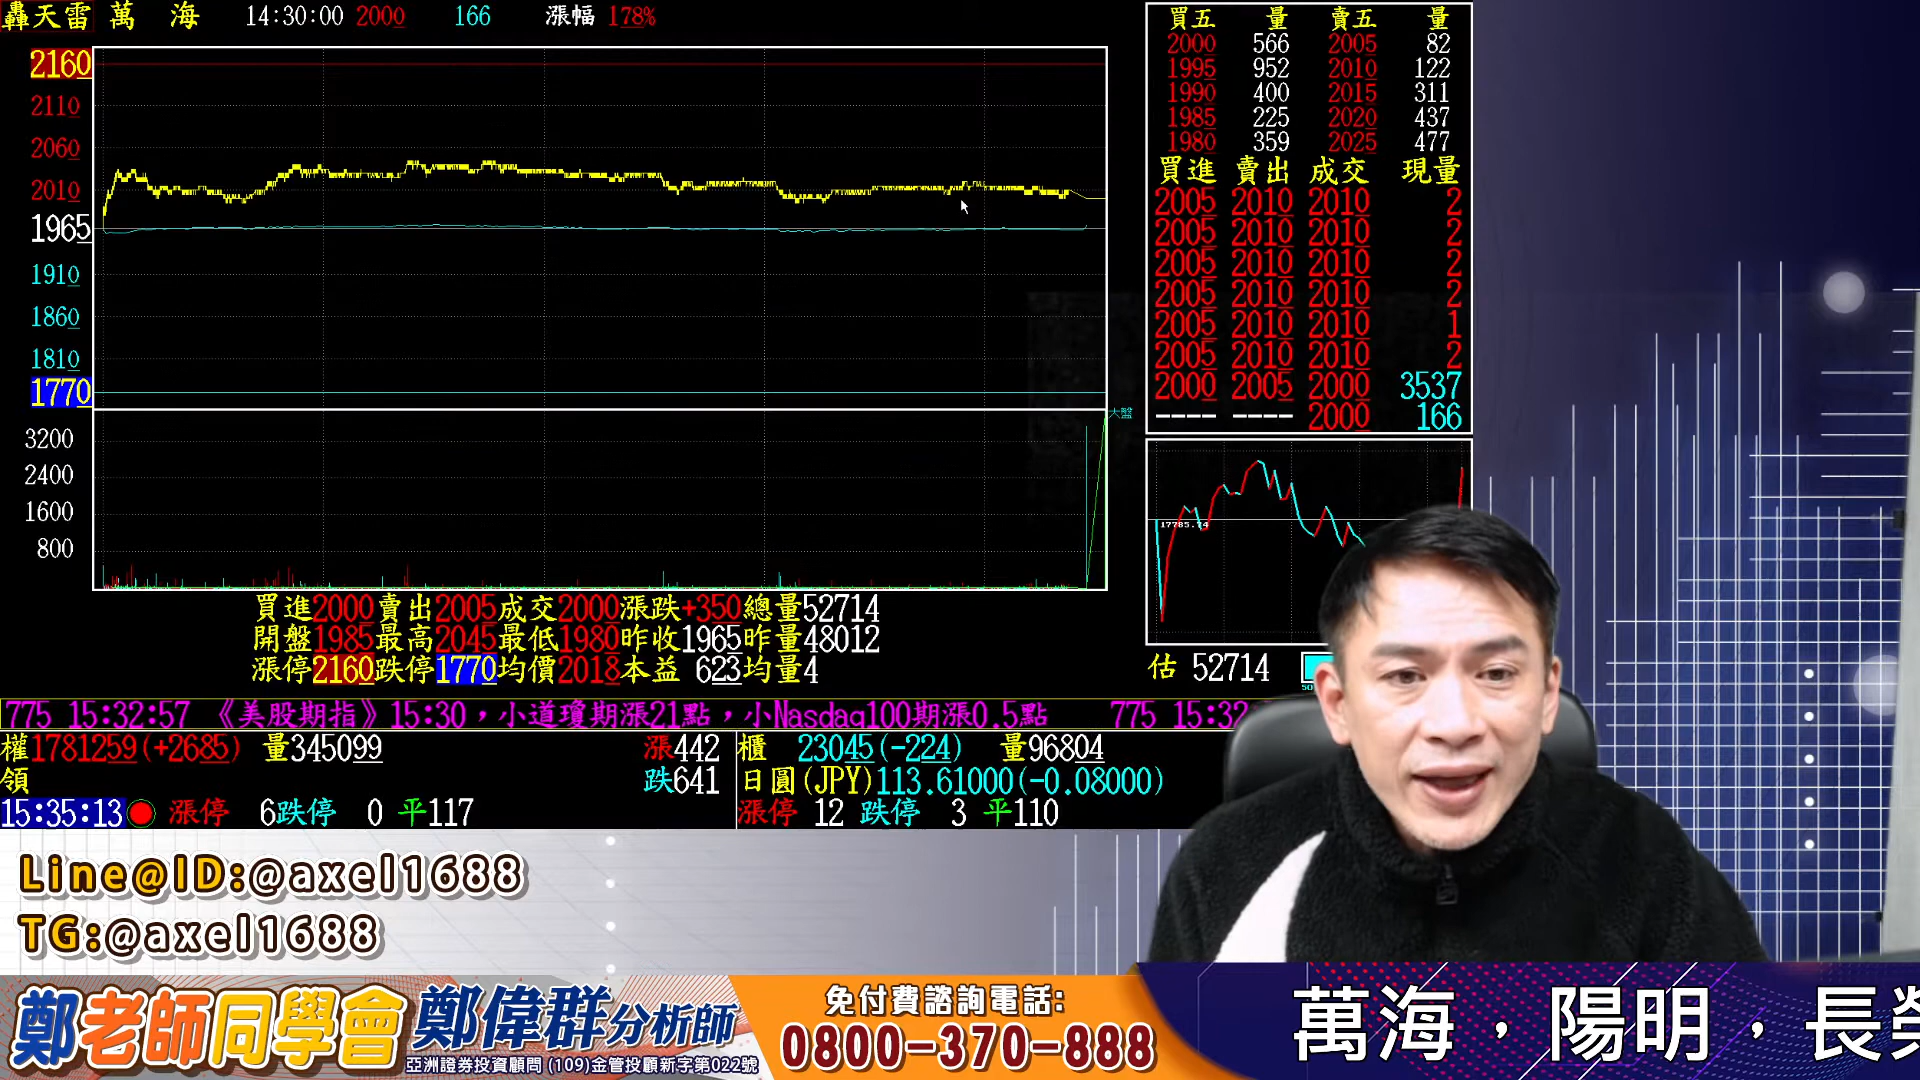 轟天雷 萬 海 14:30:00 2000 166 漲幅 178%
2160
2110
2060
2010
1965
1910
1860
1810
1770
大盤
3200
2400
1600
800
買五 量 賣五 量
2000 566 2005 82
1995 952 2010 122
1990 400 2015 311
1985 225 2020 437
1980 359 2025 477
買進 賣出 成交 現量
2005 2010 2010 2
2005 2010 2010 2
2005 2010 2010 2
2005 2010 2010 2
2005 2010 2010 1
2005 2010 2010 2
2000 2005 2000 3537
---- ---- 2000 166
17785.74
估 52714
買進2000賣出2005成交2000漲跌+350總量52714
開盤1985最高2045最低1980昨收1965昨量48012
漲停2160跌停1770均價2018本益 623均量4
775 15:32:57 《美股期指》15:30，小道瓊期漲21點，小Nasdaq100期漲0.5點 775 15:32
權1781259(+2685) 量345099 漲442 櫃 23045(-224) 量96804
領 跌641 日圓(JPY)113.61000(-0.08000)
15:35:13 漲停 6跌停 0 平117 漲停 12 跌停 3 平110
Line@ID:@axel1688
TG:@axel1688
鄭老師同學會 鄭偉群分析師
亞洲證券投資顧問 (109)金管投顧新字第022號
免付費諮詢電話:
0800-370-888
萬海，陽明，長榮